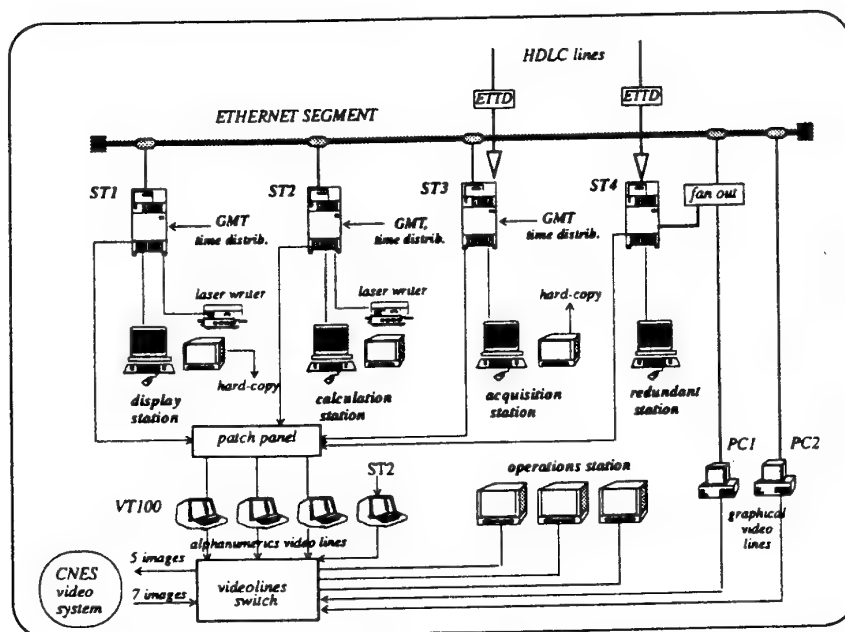 HDLC lines
ETTD
ETTD
ETHERNET SEGMENT
ST1
ST2
ST3
ST4
fan out
GMT
time distrib.
GMT,
time distrib.
GMT
time distrib.
laser writer
laser writer
hard-copy
hard-copy
display
station
calculation
station
acquisition
station
redundant
station
patch panel
PC1
PC2
ST2
operations station
VT100
alphanumerics video lines
graphical
video
lines
5 images
CNES
video
system
7 images
videolines
switch